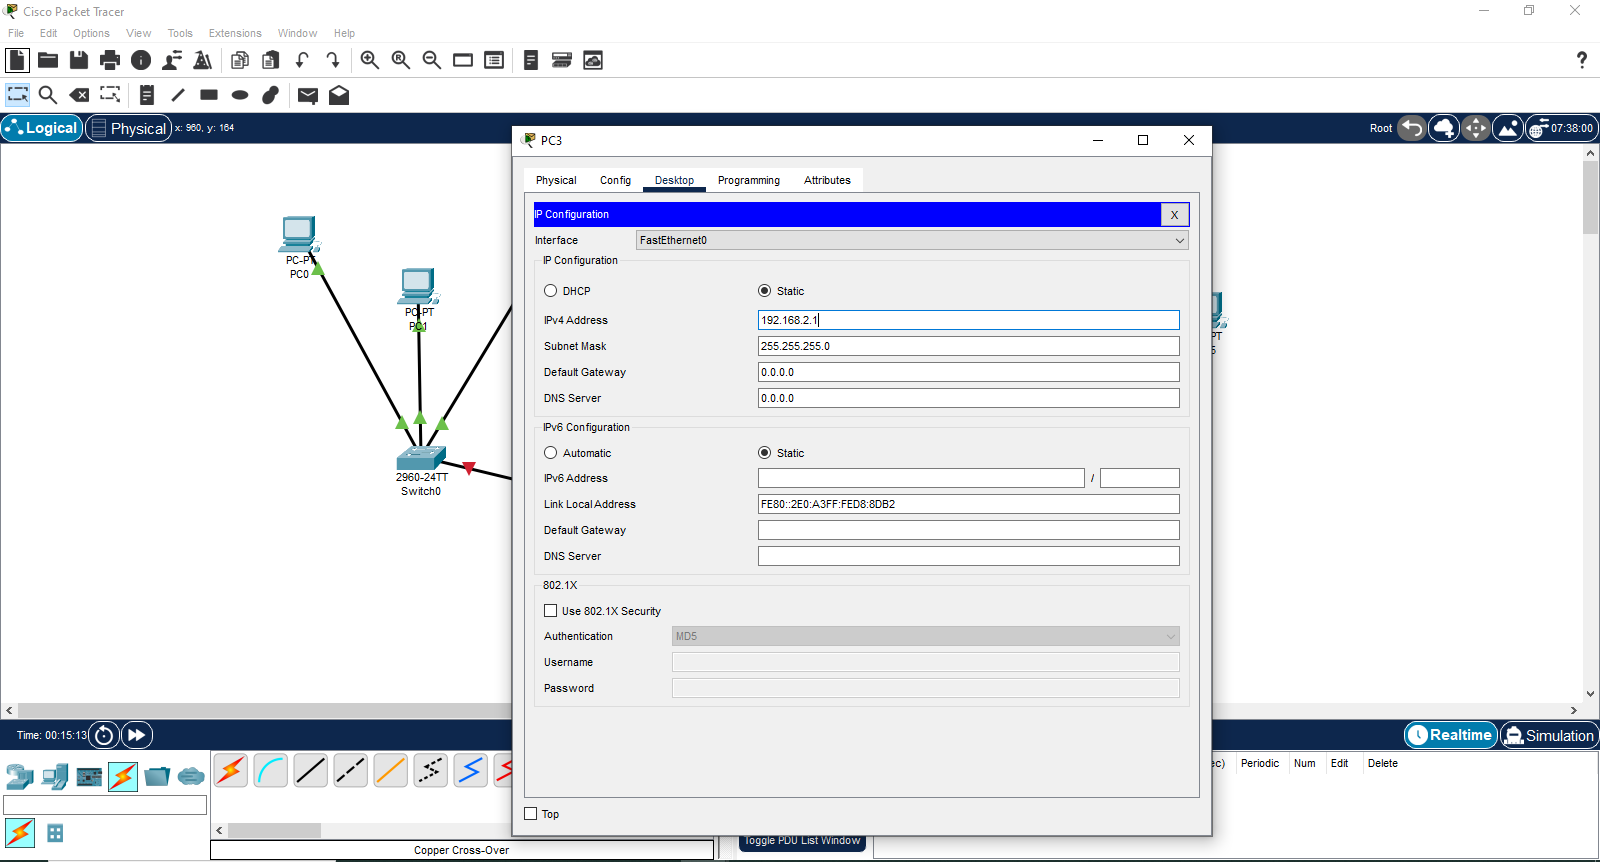 Cisco Packet Tracer
File Edit Options View Tools Extensions Window Help
?
Logical Physical x: 960, y: 164
Root 07:38:00
PC3
Physical Config Desktop Programming Attributes
IP Configuration X
Interface FastEthernet0
IP Configuration
DHCP Static
IPv4 Address 192.168.2.1
Subnet Mask 255.255.255.0
Default Gateway 0.0.0.0
DNS Server 0.0.0.0
IPv6 Configuration
Automatic Static
IPv6 Address /
Link Local Address FE80::2E0:A3FF:FED8:8DB2
Default Gateway
DNS Server
802.1X
Use 802.1X Security
Authentication MD5
Username
Password
Top
PC-PT
PC0
PC-PT
PC1
2960-24TT
Switch0
PT
Time: 00:15:13
Realtime Simulation
ec) Periodic Num Edit Delete
Toggle PDU List Window
Copper Cross-Over